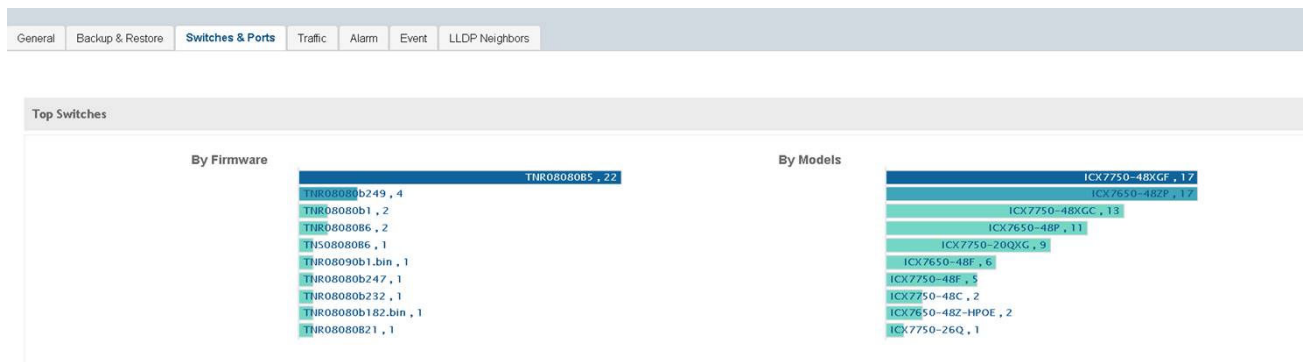 General Backup & Restore Switches & Ports Traffic Alarm Event LLDP Neighbors
Top Switches
By Firmware
TNR08080B5 , 22
TNR08080b249 , 4
TNR08080b1 , 2
TNR08080B6 , 2
TNS08080B6 , 1
TNR08090b1.bin , 1
TNR08080b247 , 1
TNR08080b232 , 1
TNR08080b182.bin , 1
TNR08080B21 , 1
By Models
ICX7750-48XGF , 17
ICX7650-48ZP , 17
ICX7750-48XGC , 13
ICX7650-48P , 11
ICX7750-20QXG , 9
ICX7650-48F , 6
ICX7750-48F , 5
ICX7750-48C , 2
ICX7650-48Z-HPOE , 2
ICX7750-26Q , 1